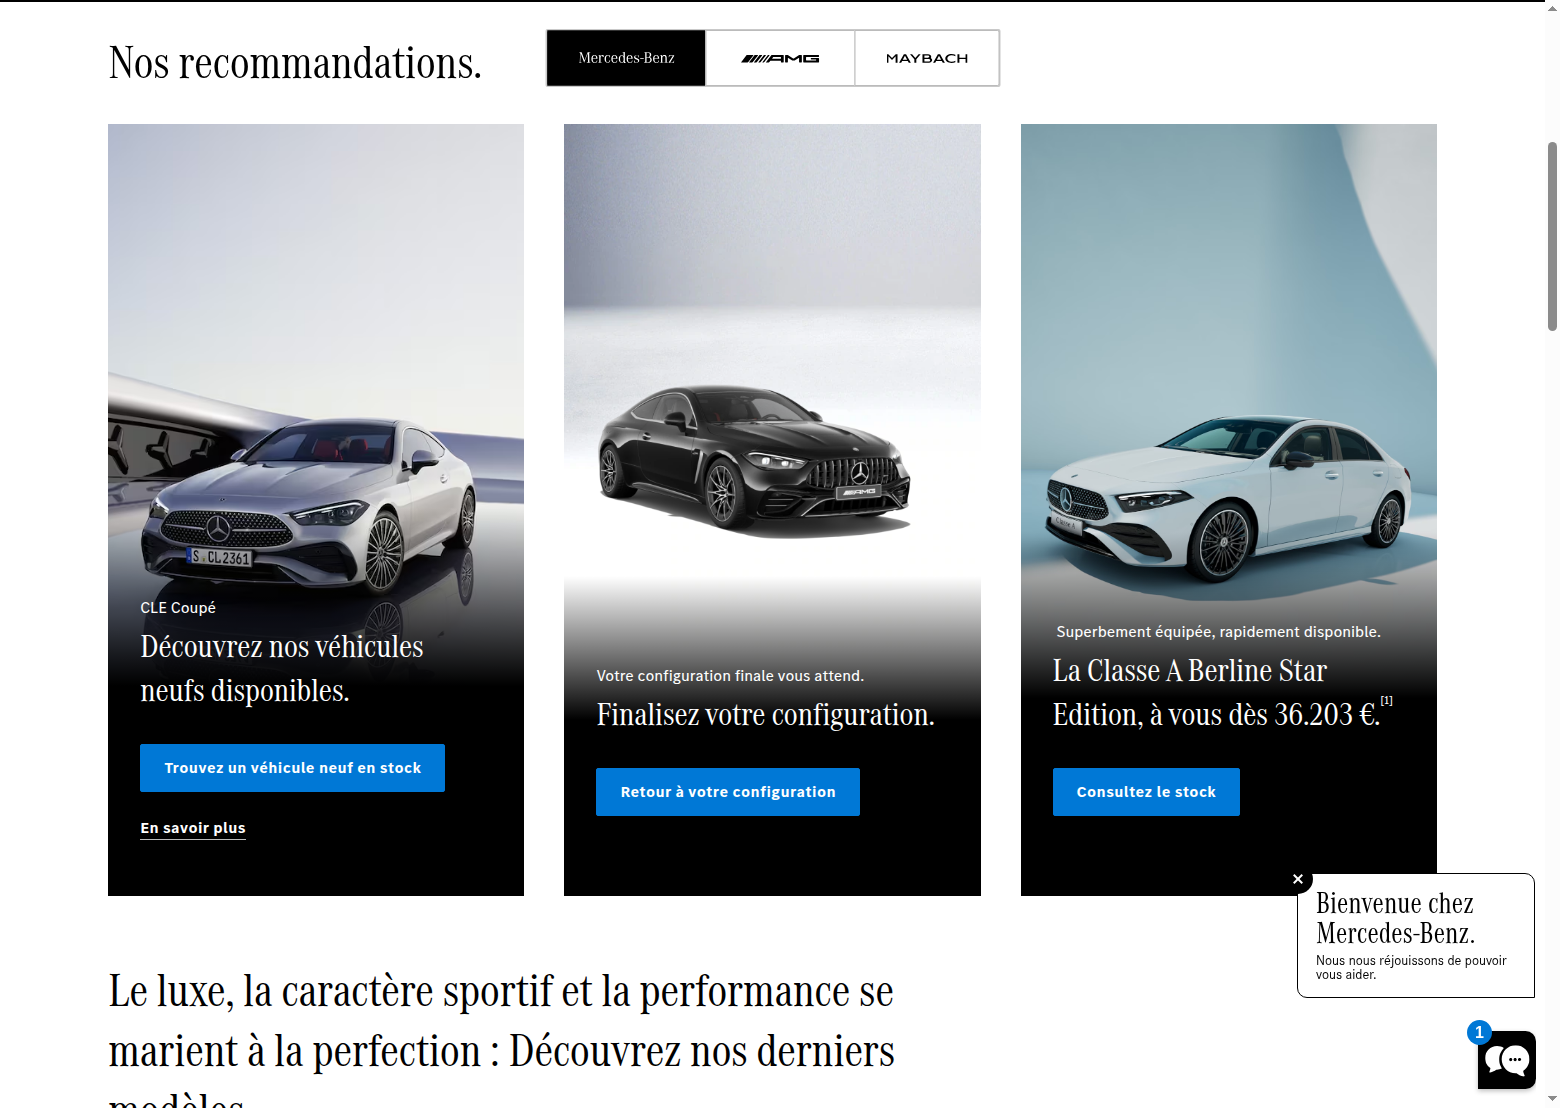 Nos recommandations.
Mercedes-Benz
AMG
MAYBACH
S CL2361
CLE Coupé
Découvrez nos véhicules
neufs disponibles.
Trouvez un véhicule neuf en stock
En savoir plus
AMG
Votre configuration finale vous attend.
Finalisez votre configuration.
Retour à votre configuration
Classe A
Superbement équipée, rapidement disponible.
La Classe A Berline Star
Edition, à vous dès 36.203 €.[1]
Consultez le stock
Bienvenue chez
Mercedes-Benz.
Nous nous réjouissons de pouvoir
vous aider.
1
Le luxe, la caractère sportif et la performance se
marient à la perfection : Découvrez nos derniers
modèles